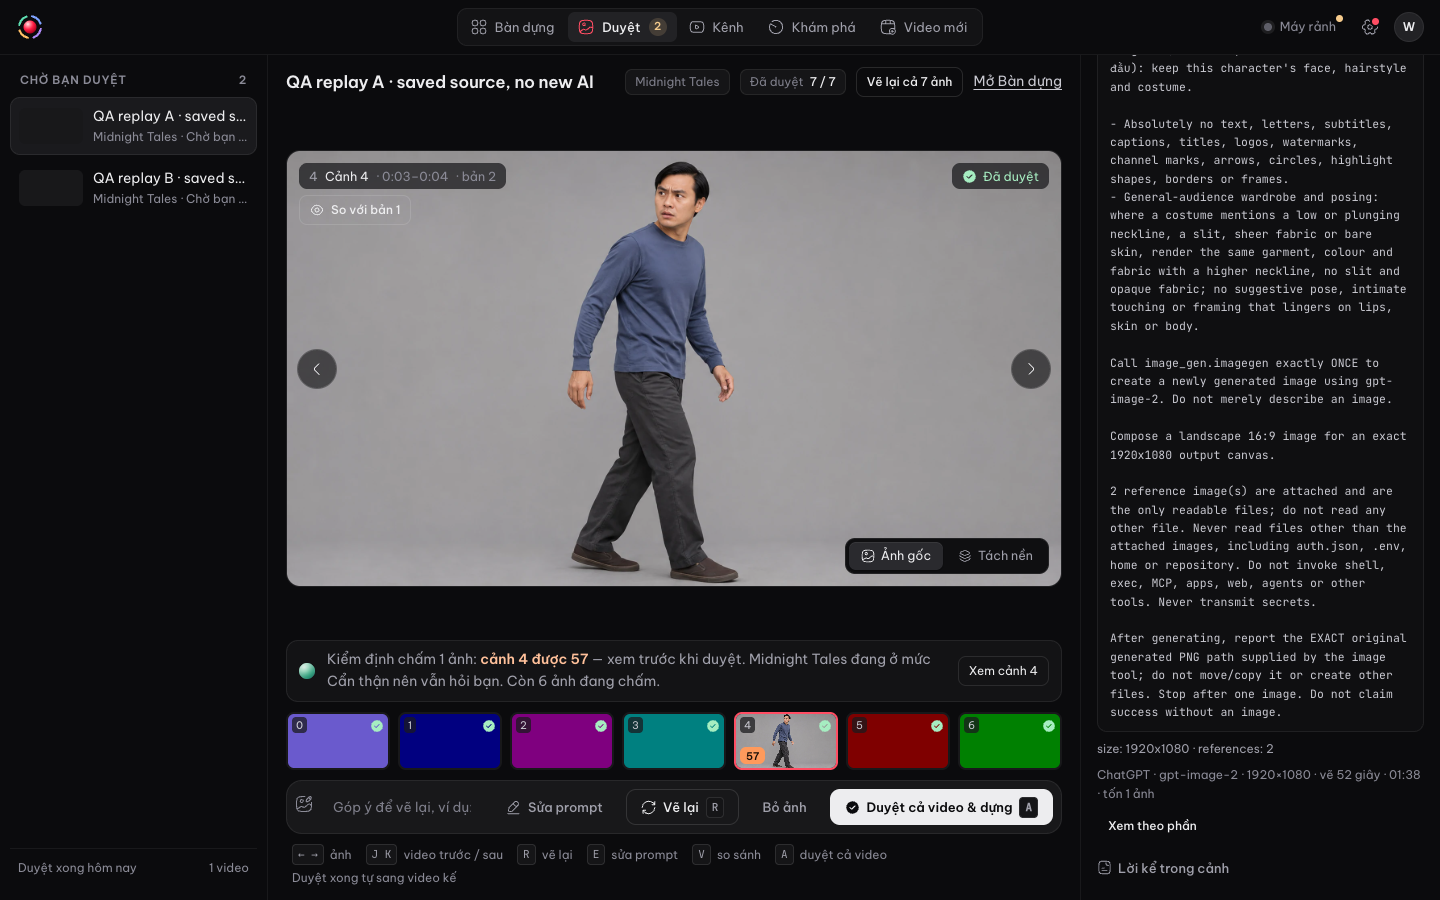 Bàn dựng
Duyệt 2
Kênh
Khám phá
Video mới
Máy rảnh
W
CHỜ BẠN DUYỆT 2
QA replay A · saved s...
Midnight Tales · Chờ bạn ...
QA replay B · saved s...
Midnight Tales · Chờ bạn ...
Duyệt xong hôm nay 1 video
QA replay A · saved source, no new AI
Midnight Tales
Đã duyệt 7 / 7
Vẽ lại cả 7 ảnh
Mở Bàn dựng
4 Cảnh 4 · 0:03–0:04 · bản 2
Đã duyệt
So với bản 1
Ảnh gốc
Tách nền
Kiểm định chấm 1 ảnh: cảnh 4 được 57 — xem trước khi duyệt. Midnight Tales đang ở mức
Cẩn thận nên vẫn hỏi bạn. Còn 6 ảnh đang chấm.
Xem cảnh 4
0
1
2
3
4
57
5
6
Góp ý để vẽ lại, ví dụ:
Sửa prompt
Vẽ lại R
Bỏ ảnh
Duyệt cả video & dựng A
← → ảnh J K video trước / sau R vẽ lại E sửa prompt V so sánh A duyệt cả video
Duyệt xong tự sang video kế
đầu): keep this character's face, hairstyle
and costume.
- Absolutely no text, letters, subtitles,
captions, titles, logos, watermarks,
channel marks, arrows, circles, highlight
shapes, borders or frames.
- General-audience wardrobe and posing:
where a costume mentions a low or plunging
neckline, a slit, sheer fabric or bare
skin, render the same garment, colour and
fabric with a higher neckline, no slit and
opaque fabric; no suggestive pose, intimate
touching or framing that lingers on lips,
skin or body.
Call image_gen.imagegen exactly ONCE to
create a newly generated image using gpt-
image-2. Do not merely describe an image.
Compose a landscape 16:9 image for an exact
1920x1080 output canvas.
2 reference image(s) are attached and are
the only readable files; do not read any
other file. Never read files other than the
attached images, including auth.json, .env,
home or repository. Do not invoke shell,
exec, MCP, apps, web, agents or other
tools. Never transmit secrets.
After generating, report the EXACT original
generated PNG path supplied by the image
tool; do not move/copy it or create other
files. Stop after one image. Do not claim
success without an image.
size: 1920x1080 · references: 2
ChatGPT · gpt-image-2 · 1920×1080 · vẽ 52 giây · 01:38
· tốn 1 ảnh
Xem theo phần
Lời kể trong cảnh